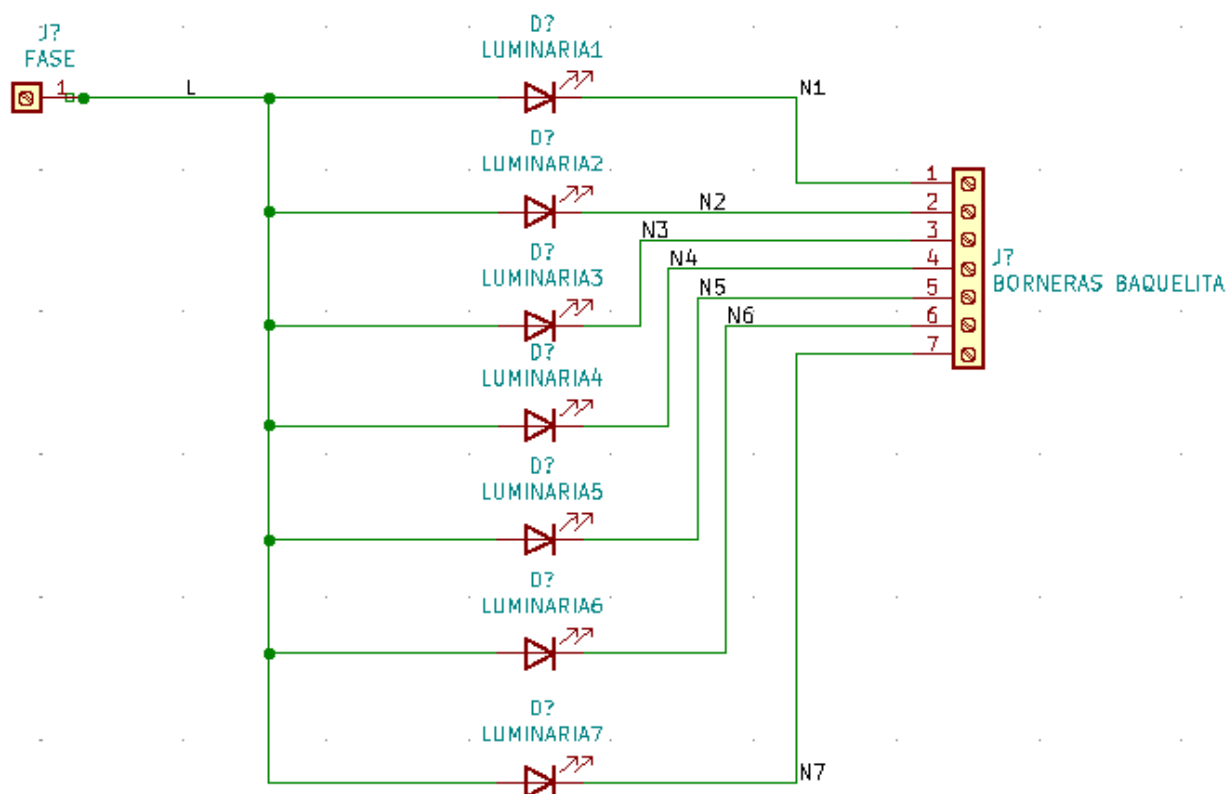 J?
FASE
1
L
D?
LUMINARIA1
N1
D?
LUMINARIA2
N2
D?
LUMINARIA3
N3
D?
LUMINARIA4
N4
D?
LUMINARIA5
N5
D?
LUMINARIA6
N6
D?
LUMINARIA7
N7
1
2
3
4
5
6
7
J?
BORNERAS BAQUELITA